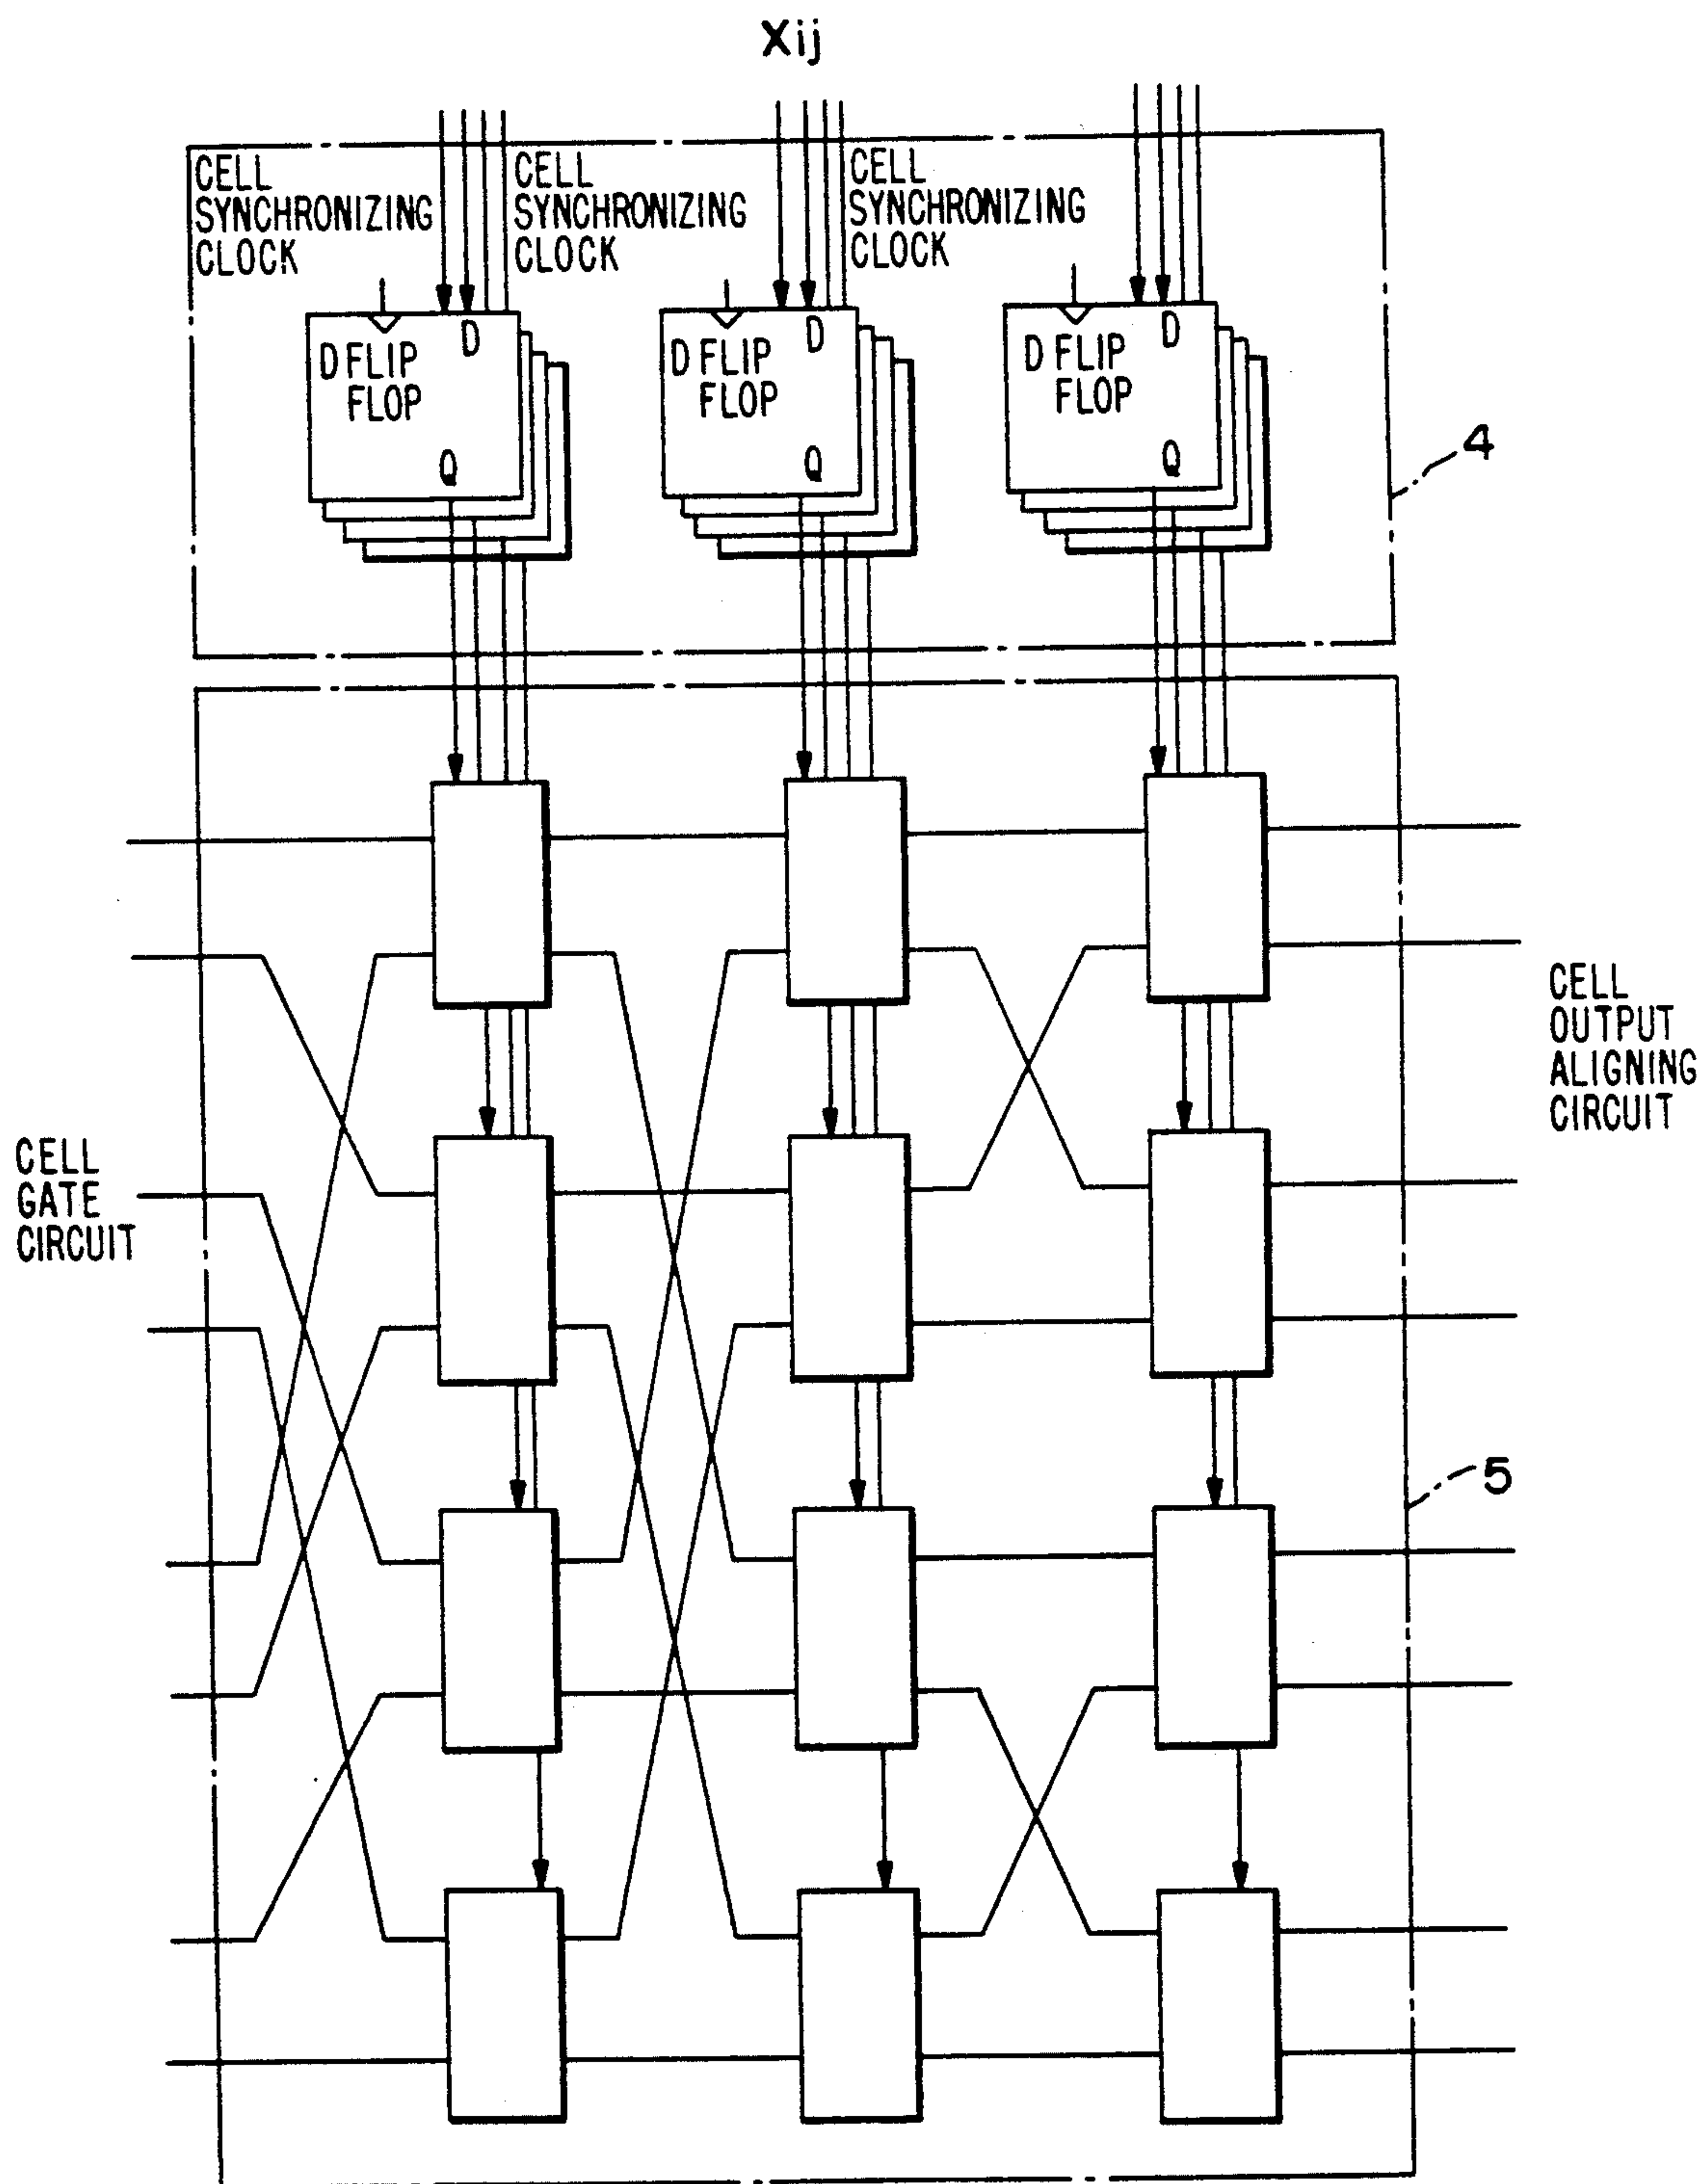 Xij
CELL
SYNCHRONIZING
CLOCK
CELL
SYNCHRONIZING
CLOCK
CELL
SYNCHRONIZING
CLOCK
D
D FLIP
FLOP
Q
D
D FLIP
FLOP
Q
D
D FLIP
FLOP
Q
4
CELL
OUTPUT
ALIGNING
CIRCUIT
CELL
GATE
CIRCUIT
5